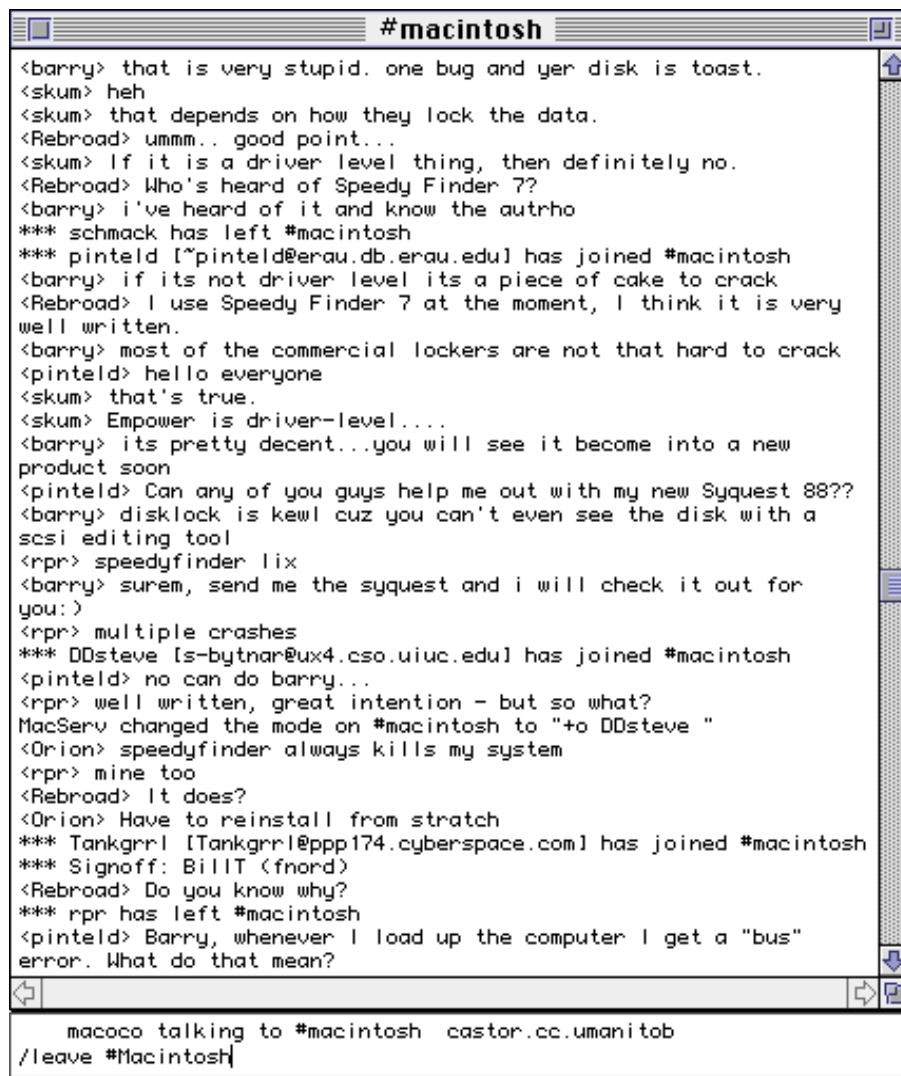 #macintosh
<barry> that is very stupid. one bug and yer disk is toast.
<skum> heh
<skum> that depends on how they lock the data.
<Rebroad> ummm.. good point...
<skum> If it is a driver level thing, then definitely no.
<Rebroad> Who's heard of Speedy Finder 7?
<barry> i've heard of it and know the autrho
*** schmack has left #macintosh
*** pinteld [~pinteld@erau.db.erau.edu] has joined #macintosh
<barry> if its not driver level its a piece of cake to crack
<Rebroad> I use Speedy Finder 7 at the moment, I think it is very
well written.
<barry> most of the commercial lockers are not that hard to crack
<pinteld> hello everyone
<skum> that's true.
<skum> Empower is driver-level....
<barry> its pretty decent...you will see it become into a new
product soon
<pinteld> Can any of you guys help me out with my new Syquest 88??
<barry> disklock is kewl cuz you can't even see the disk with a
scsi editing tool
<rpr> speedyfinder lix
<barry> surem, send me the syquest and i will check it out for
you:)
<rpr> multiple crashes
*** DDsteve [s-bytnar@ux4.cso.uiuc.edu] has joined #macintosh
<pinteld> no can do barry...
<rpr> well written, great intention - but so what?
MacServ changed the mode on #macintosh to "+o DDsteve "
<Orion> speedyfinder always kills my system
<rpr> mine too
<Rebroad> It does?
<Orion> Have to reinstall from stratch
*** Tankgrrl [Tankgrrl@ppp174.cyberspace.com] has joined #macintosh
*** Signoff: BillT (fnord)
<Rebroad> Do you know why?
*** rpr has left #macintosh
<pinteld> Barry, whenever I load up the computer I get a "bus"
error. What do that mean?
macoco talking to #macintosh castor.cc.umanitob
/leave #Macintosh